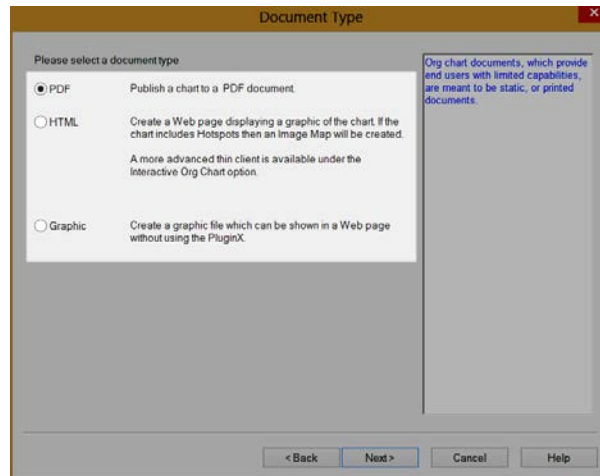 Document Type
Please select a document type
PDF
Publish a chart to a PDF document.
HTML
Create a Web page displaying a graphic of the chart. If the
chart includes Hotspots then an Image Map will be created.
A more advanced thin client is available under the
Interactive Org Chart option.
Graphic
Create a graphic file which can be shown in a Web page
without using the PluginX.
Org chart documents, which provide
end users with limited capabilities,
are meant to be static, or printed
documents.
< Back
Next >
Cancel
Help